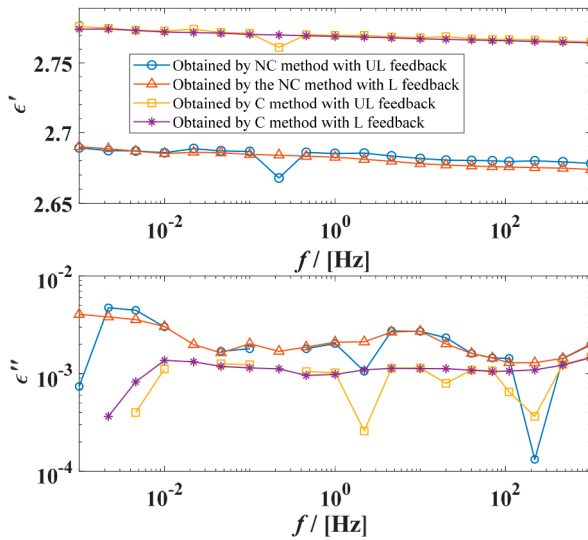 2.75
2.7
2.65
ϵ′
Obtained by NC method with UL feedback
Obtained by the NC method with L feedback
Obtained by C method with UL feedback
Obtained by C method with L feedback
10⁻² 10⁰ 10²
f / [Hz]
10⁻²
10⁻³
10⁻⁴
ϵ′′
10⁻² 10⁰ 10²
f / [Hz]